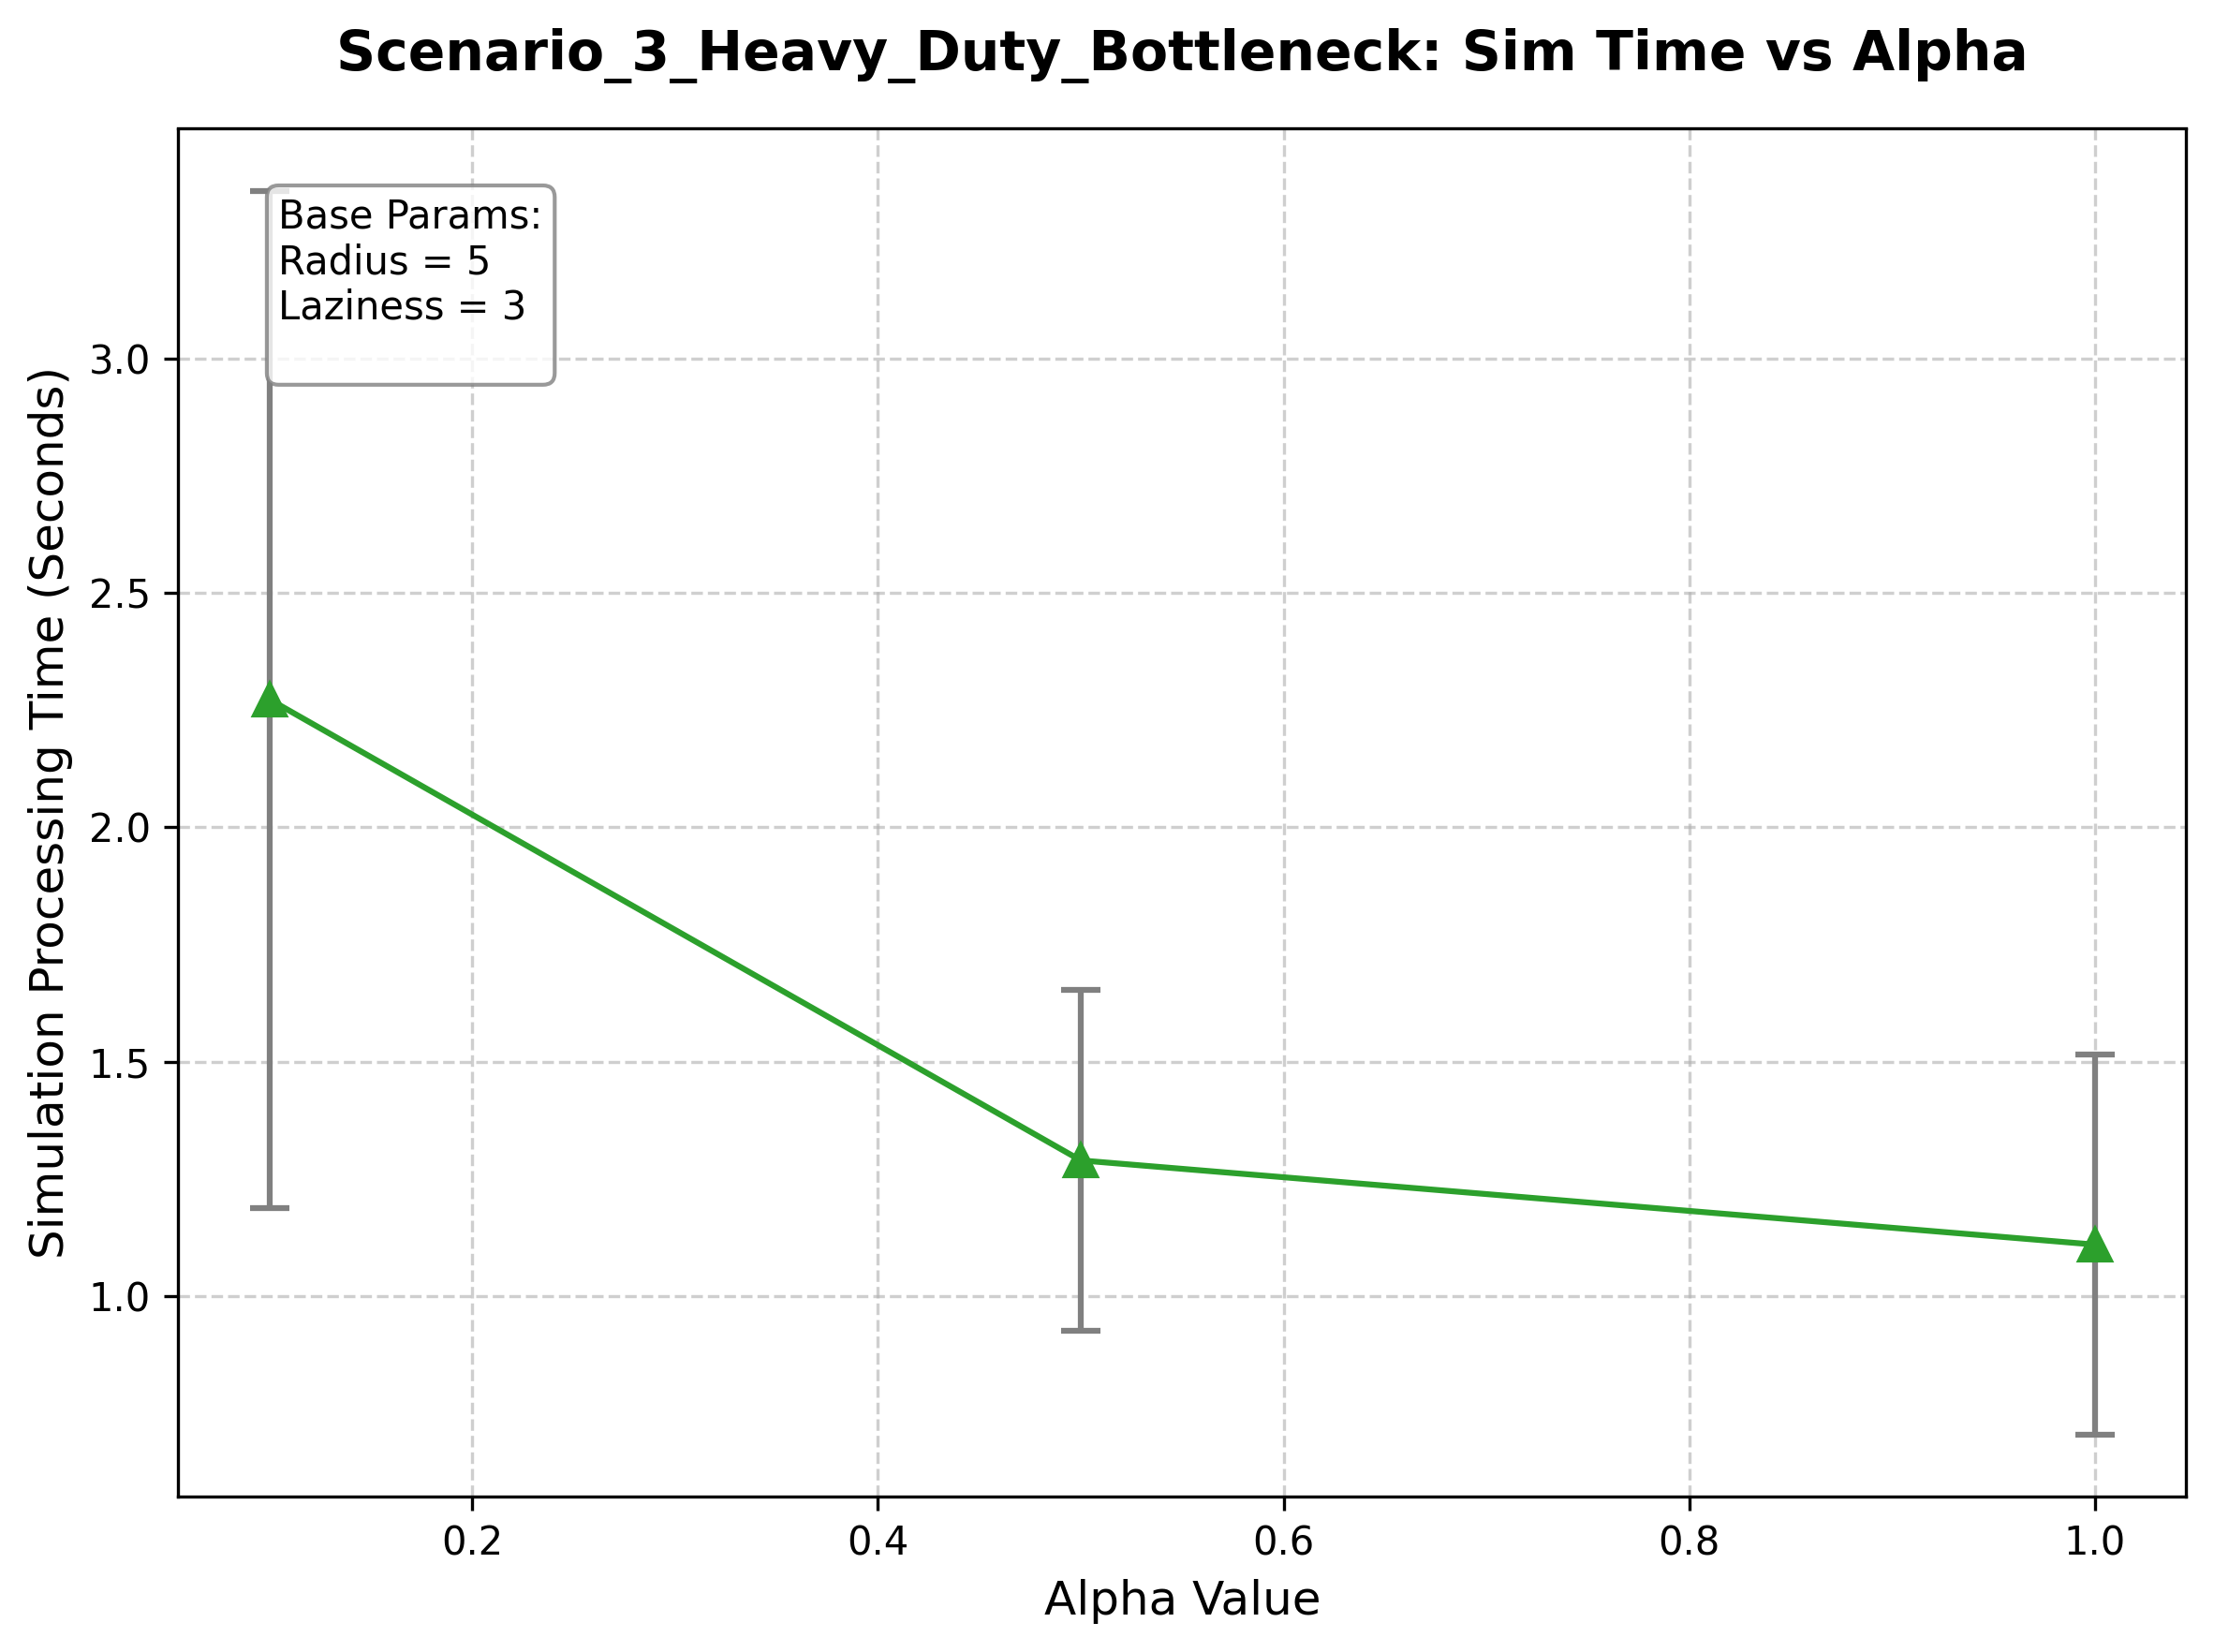 Scenario_3_Heavy_Duty_Bottleneck: Sim Time vs Alpha
Base Params:
Radius = 5
Laziness = 3
Simulation Processing Time (Seconds)
3.0
2.5
2.0
1.5
1.0
0.2
0.4
0.6
0.8
1.0
Alpha Value